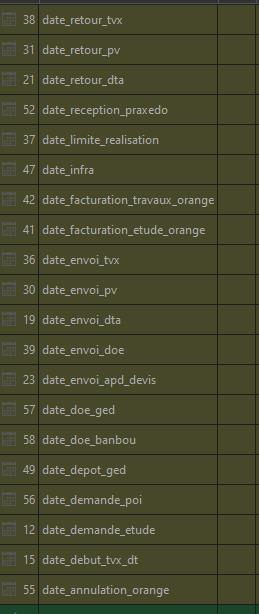 38 date_retour_tvx
31 date_retour_pv
21 date_retour_dta
52 date_reception_praxedo
37 date_limite_realisation
47 date_infra
42 date_facturation_travaux_orange
41 date_facturation_etude_orange
36 date_envoi_tvx
30 date_envoi_pv
19 date_envoi_dta
39 date_envoi_doe
23 date_envoi_apd_devis
57 date_doe_ged
58 date_doe_banbou
49 date_depot_ged
56 date_demande_poi
12 date_demande_etude
15 date_debut_tvx_dt
55 date_annulation_orange